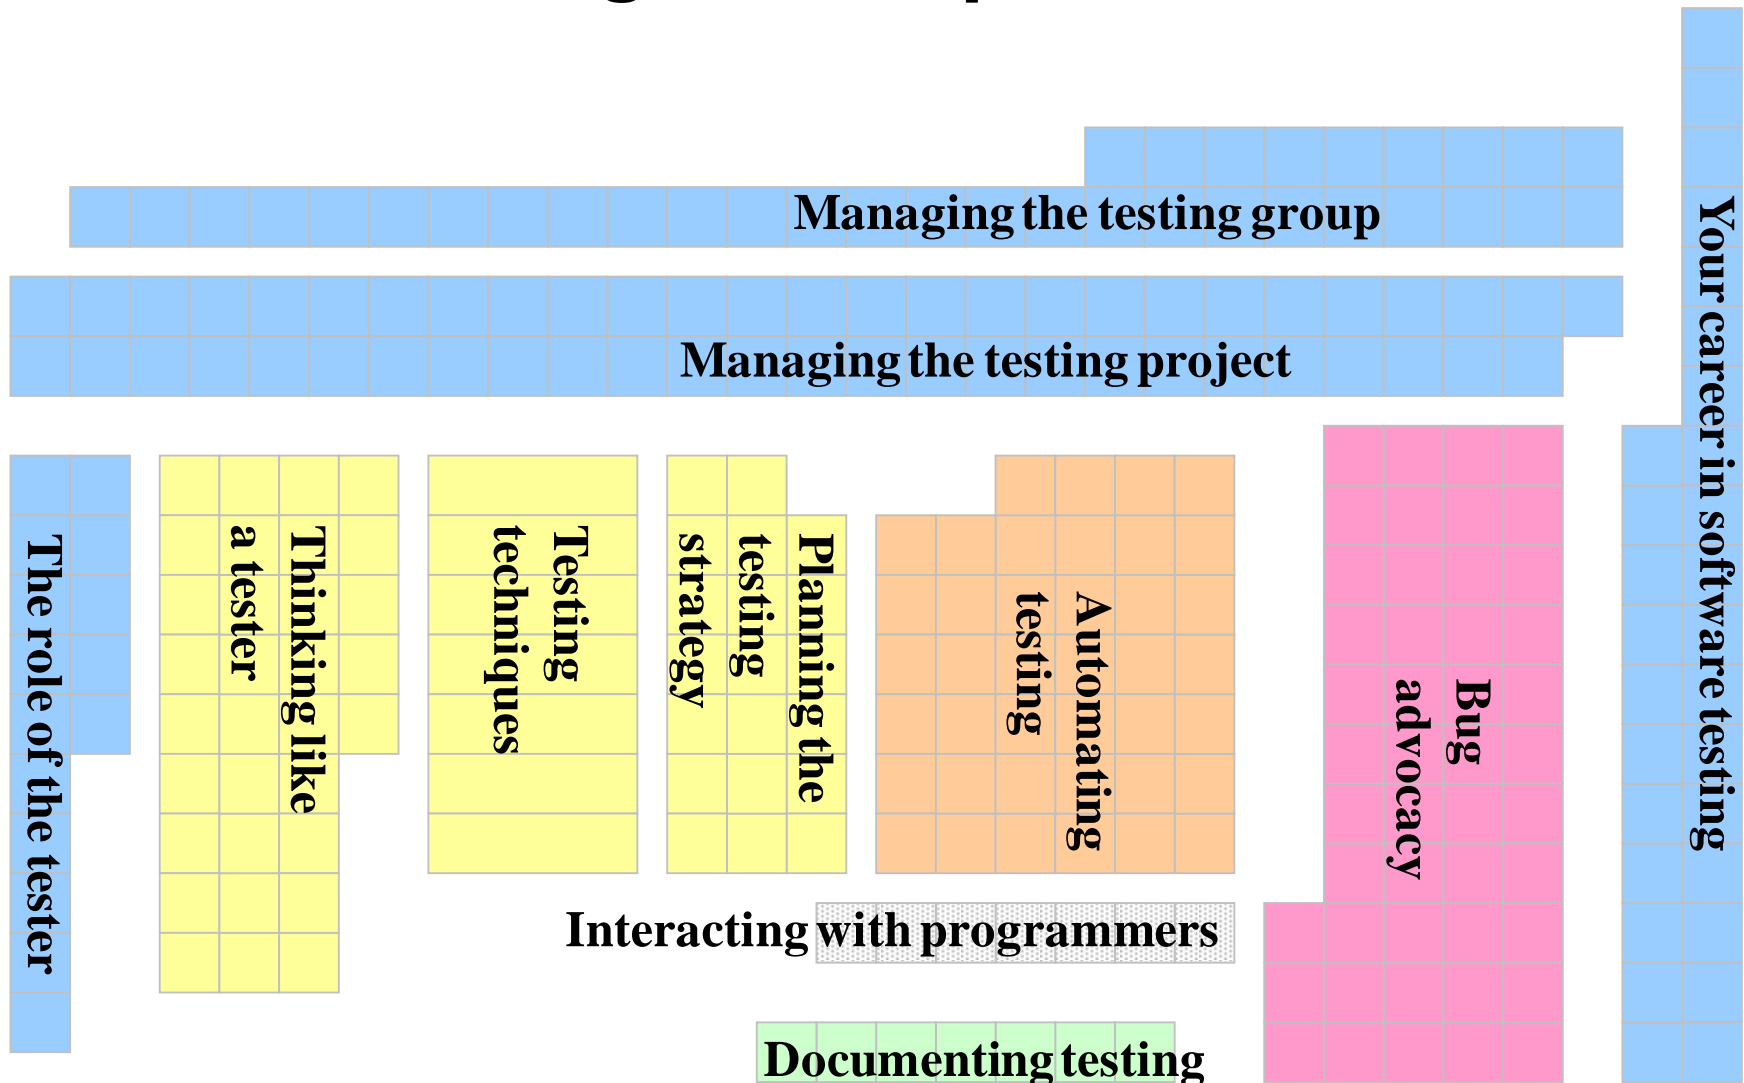 Managing the testing group
Managing the testing project
Your career in software testing
The role of the tester
Thinking like
a tester
Testing
techniques
Planning the
testing
strategy
Automating
testing
Bug
advocacy
Interacting with programmers
Documenting testing